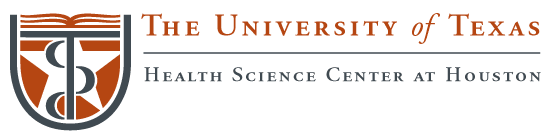 THE UNIVERSITY of TEXAS
HEALTH SCIENCE CENTER AT HOUSTON